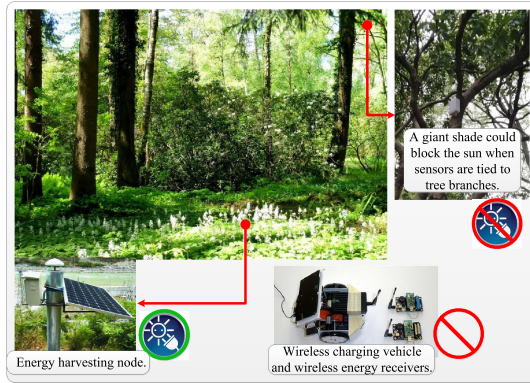 A giant shade could
block the sun when
sensors are tied to
tree branches.
Energy harvesting node.
Wireless charging vehicle
and wireless energy receivers.